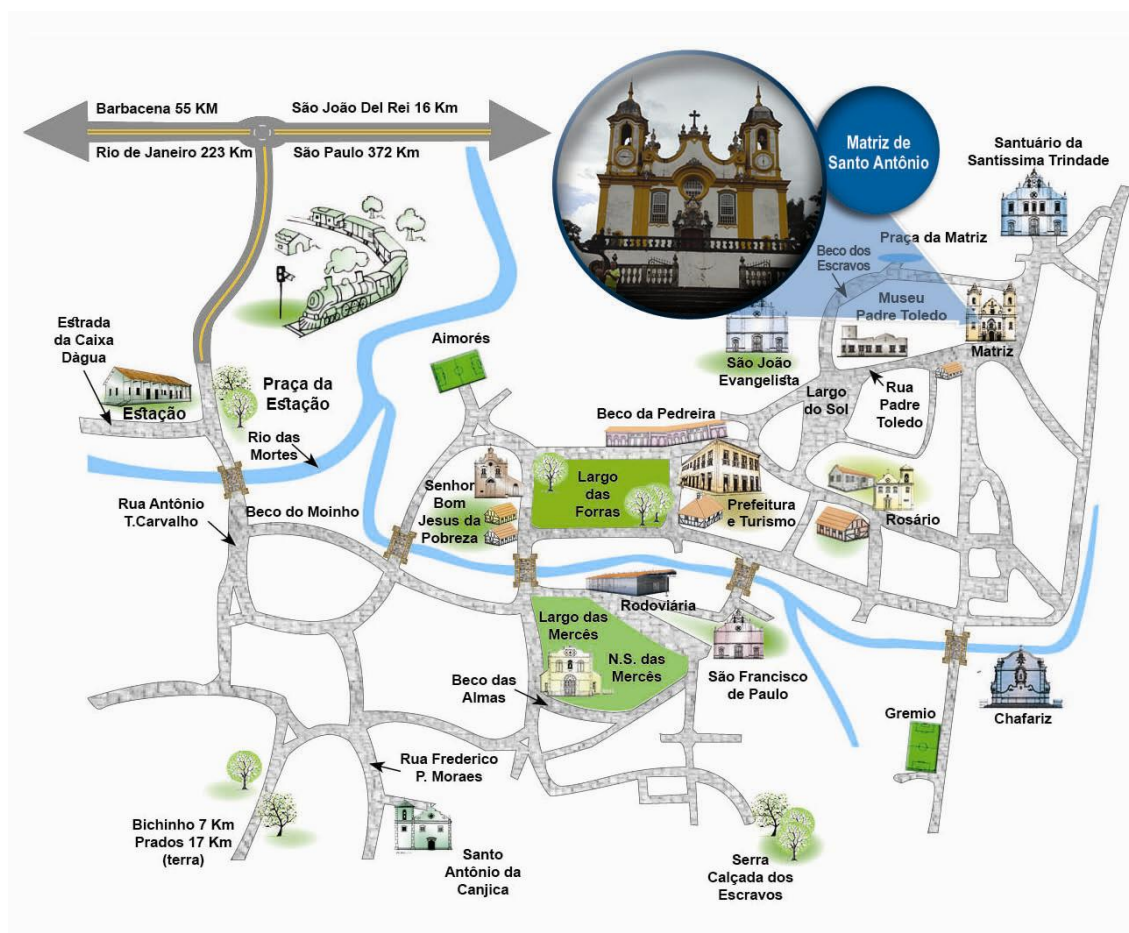 Barbacena 55 KM
São João Del Rei 16 Km
Rio de Janeiro 223 Km
São Paulo 372 Km
Matriz de
Santo Antônio
Santuário da
Santissima Trindade
Praça da Matriz
Beco dos
Escravos
Museu
Padre Toledo
Matriz
São João
Evangelista
Largo
do Sol
Rua
Padre
Toledo
Estrada
da Caixa
Dàgua
Estação
Praça da
Estação
Aimorés
Rio das
Mortes
Beco da Pedreira
Rua Antônio
T.Carvalho
Beco do Moinho
Senhor
Bom
Jesus da
Pobreza
Largo
das
Forras
Prefeitura
e Turismo
Rosário
Rodoviária
Largo das
Mercês
N.S. das
Mercês
São Francisco
de Paulo
Beco das
Almas
Chafariz
Gremio
Rua Frederico
P. Moraes
Bichinho 7 Km
Prados 17 Km
(terra)
Santo
Antônio da
Canjica
Serra
Calçada dos
Escravos